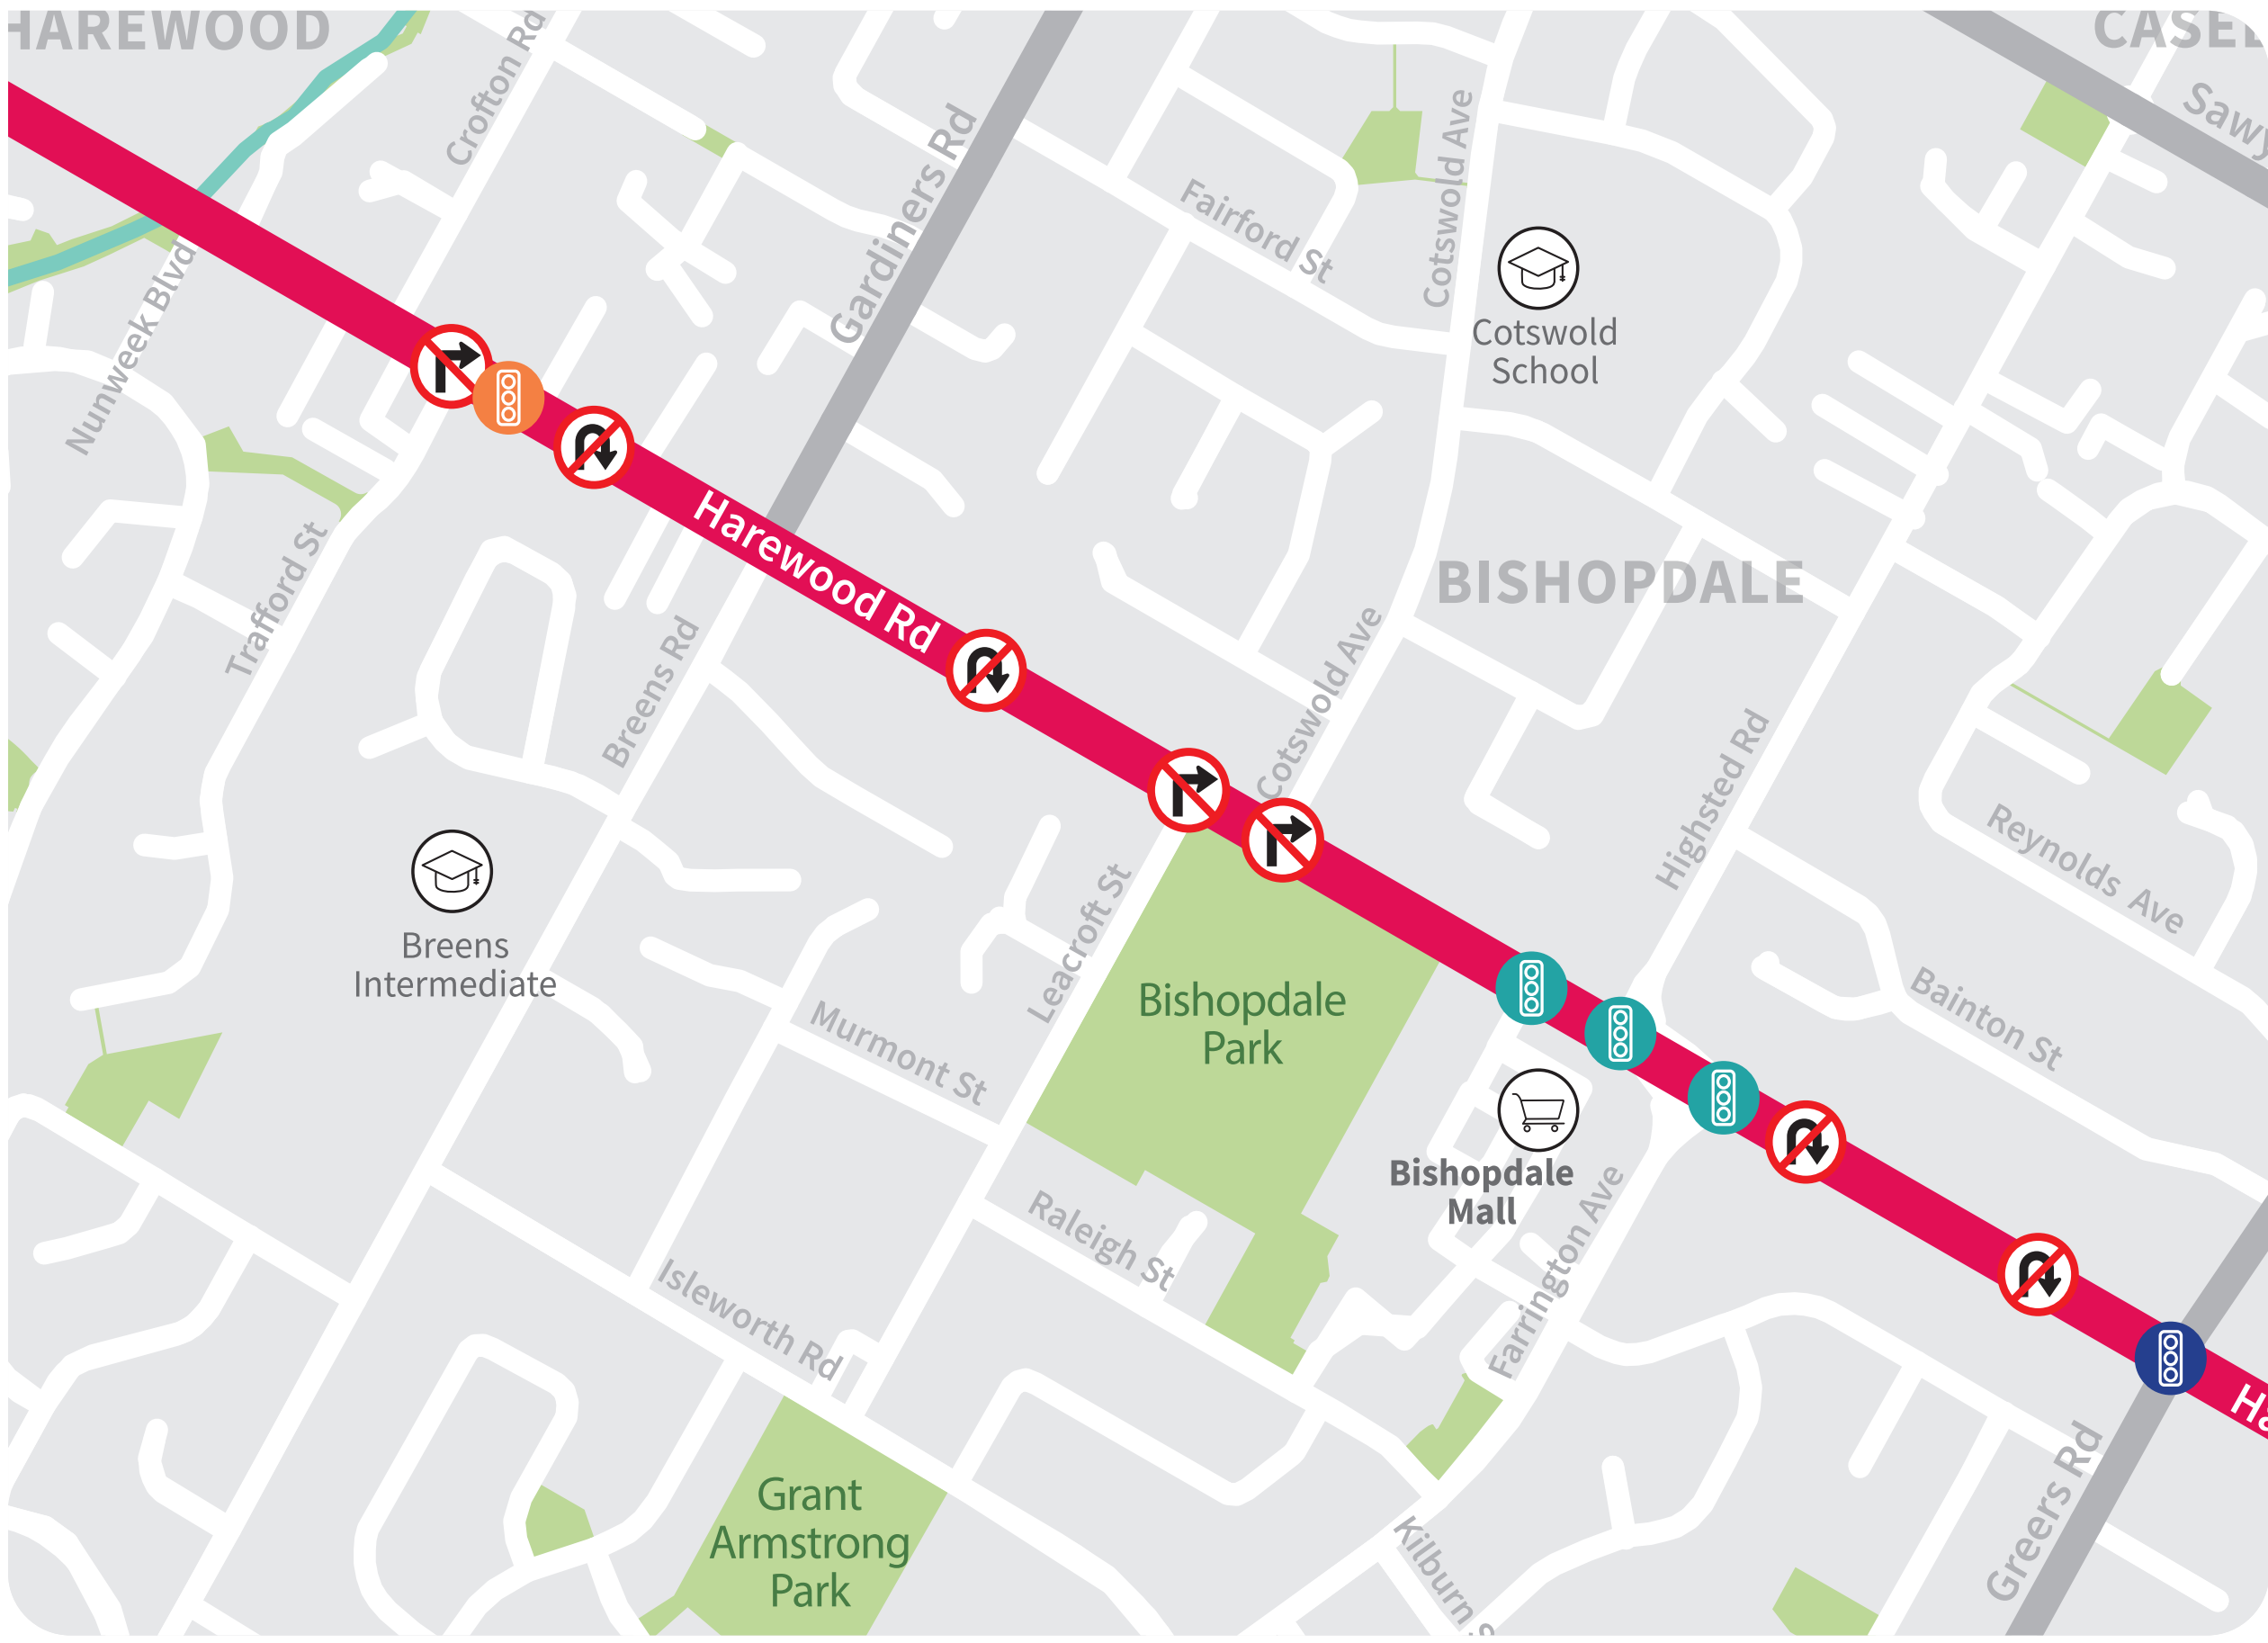 HAREWOOD
Crofton Rd
Gardiners Rd
Fairford St
Cotswold Ave
Cotswold
School
Nunweek Blvd
Trafford St
Harewood Rd
BISHOPDALE
Breens Rd
Cotswold Ave
Highsted Rd
Reynolds Ave
Breens
Intermediate
Leacroft St
Bishopdale
Park
Bainton St
Murmont St
Bishopdale
Mall
Raleigh St
Farrington Ave
Isleworth Rd
Greers Rd
Grant
Armstrong
Park
Kilburn